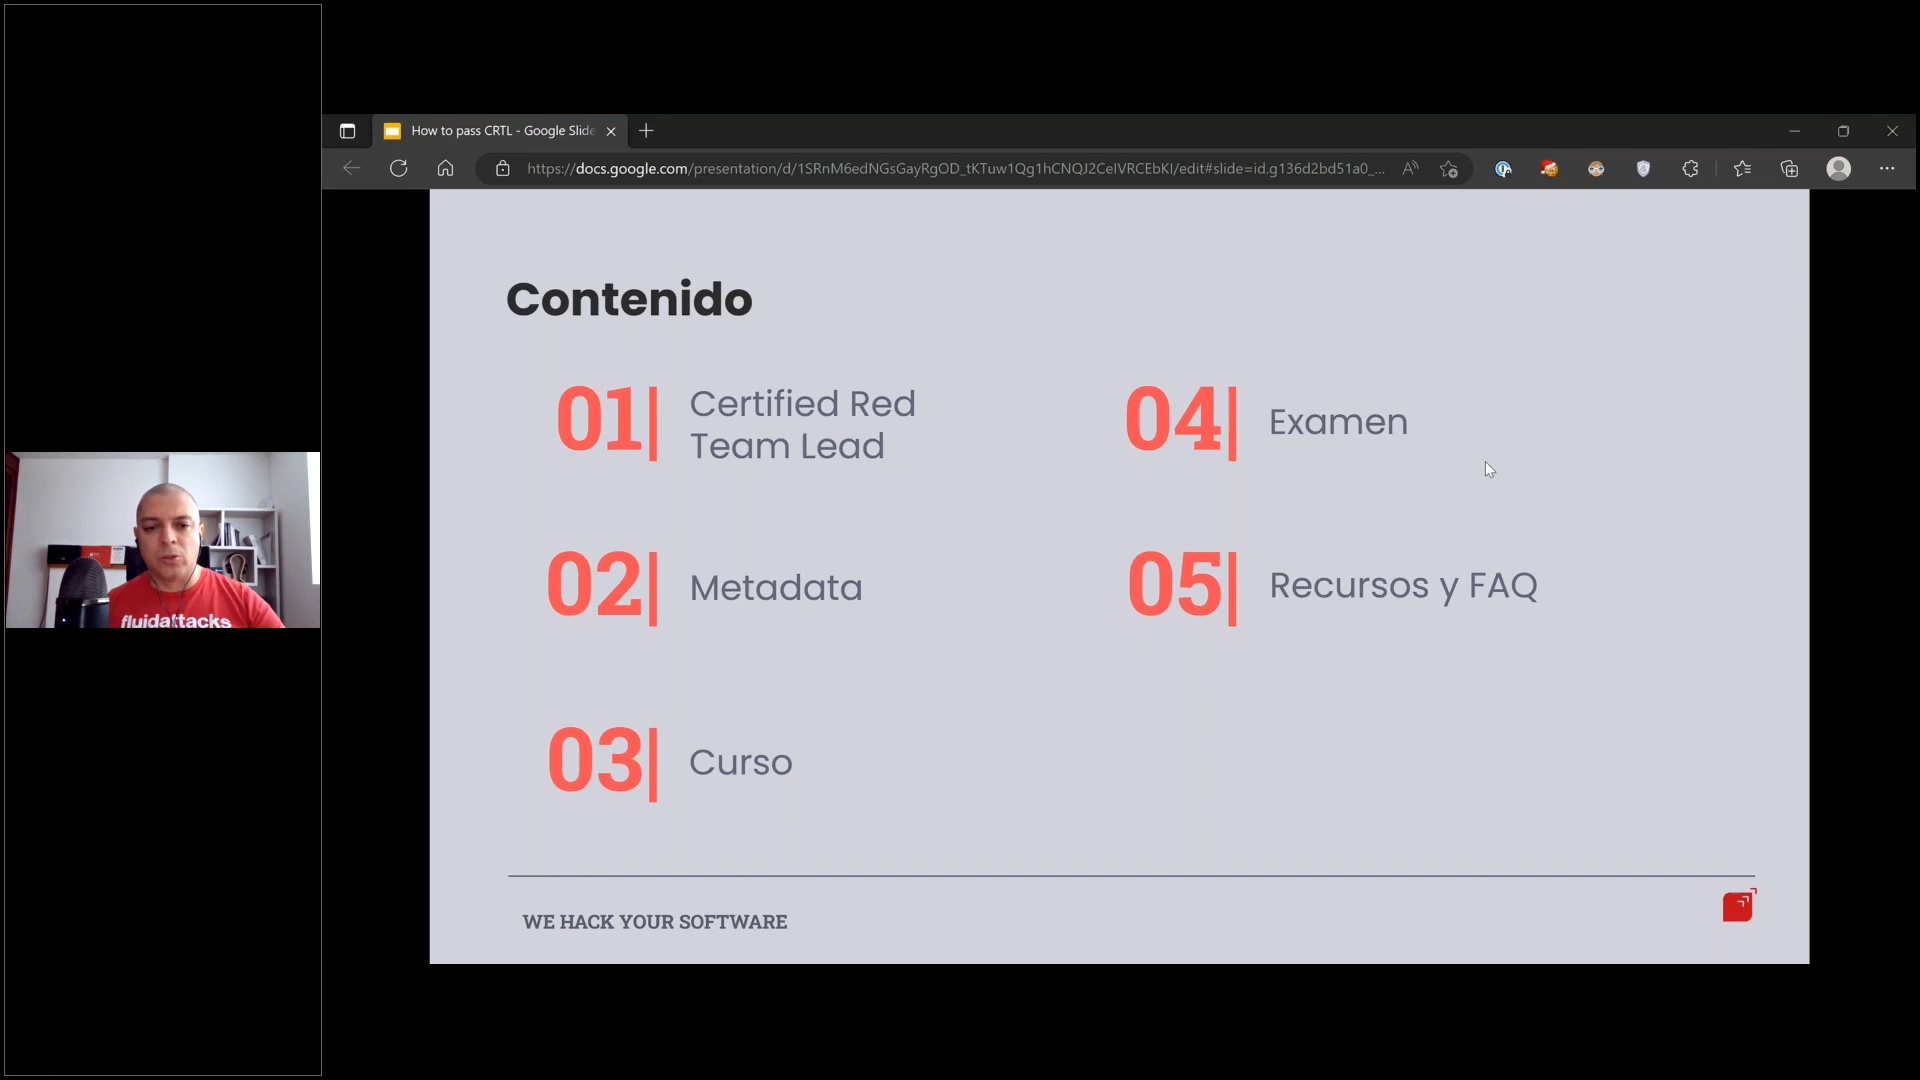 How to pass CRTL - Google Slide
https://docs.google.com/presentation/d/1SRnM6edNGsGayRgOD_tKTuw1Qg1hCNQJ2CeIVRCEbKI/edit#slide=id.g136d2bd51a0_...
Contenido
01| Certified Red
Team Lead
02| Metadata
03| Curso
04| Examen
05| Recursos y FAQ
WE HACK YOUR SOFTWARE
fluidattacks